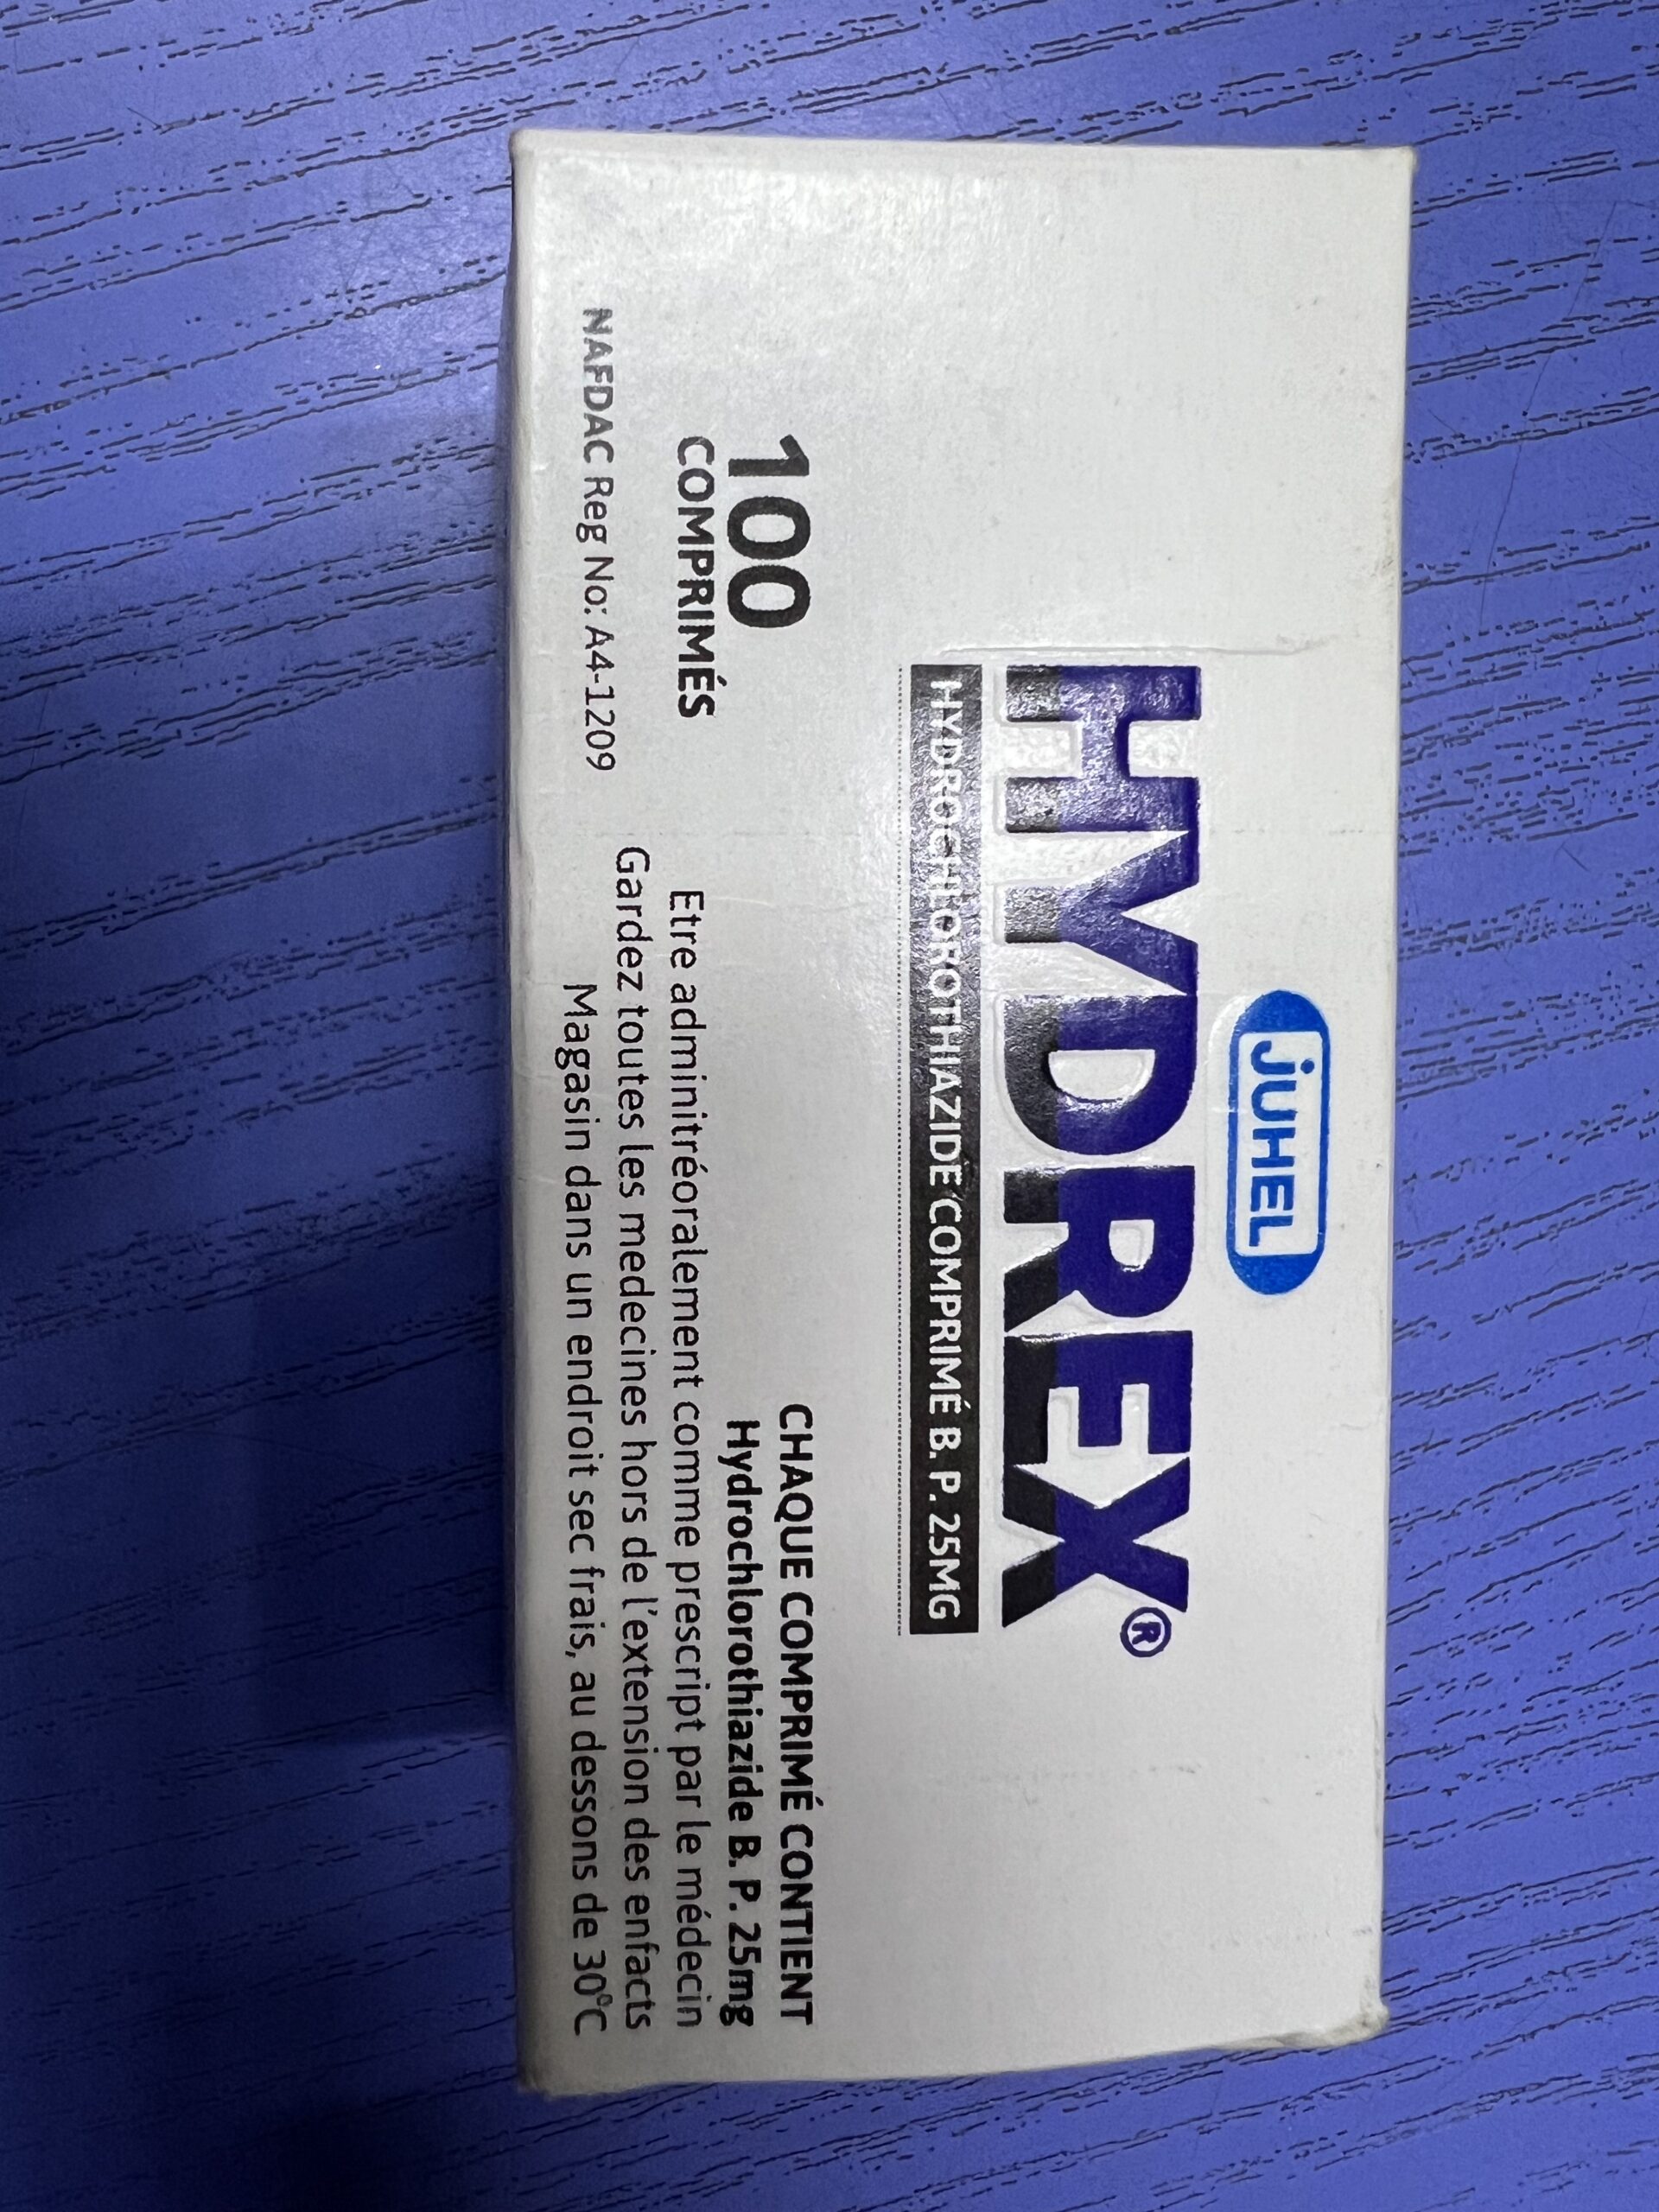 JUHEL
HYDREX®
HYDROCHLOROTHIAZIDE COMPRIMÉ B. P. 25MG
100
COMPRIMÉS
NAFDAC Reg No: A4-1209
CHAQUE COMPRIMÉ CONTIENT
Hydrochlorothiazide B. P. 25mg
Etre adminitréoralement comme prescript par le médecin
Gardez toutes les medecines hors de l'extension des enfacts
Magasin dans un endroit sec frais, au dessons de 30°C